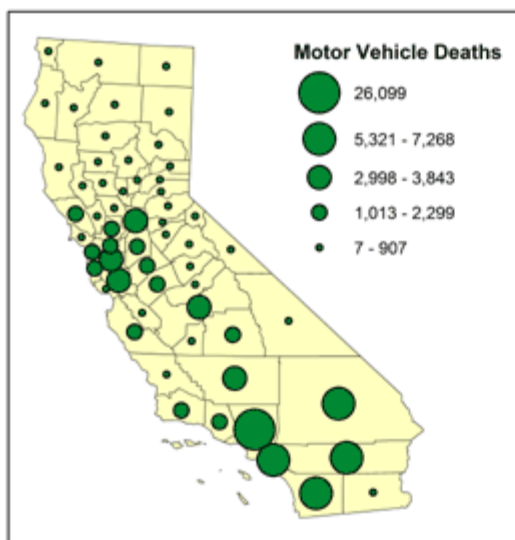 Motor Vehicle Deaths
26,099
5,321 - 7,268
2,998 - 3,843
1,013 - 2,299
7 - 907